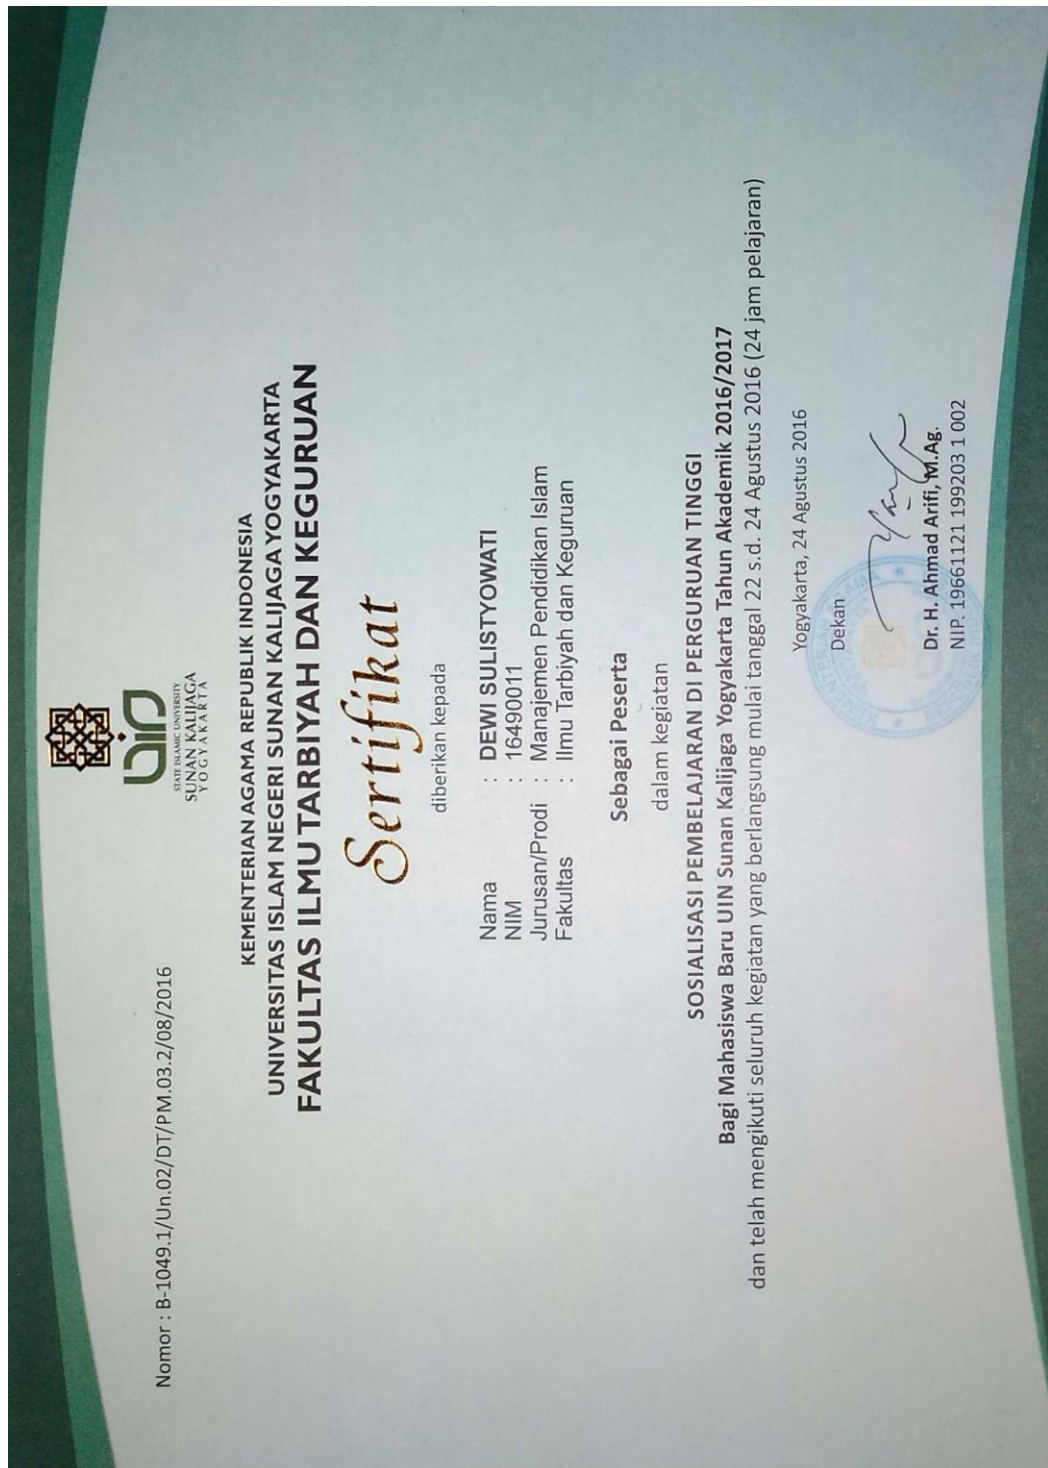 Nomor : B-1049.1/Un.02/DT/PM.03.2/08/2016
uin
STATE ISLAMIC UNIVERSITY
SUNAN KALIJAGA
YOGYAKARTA
KEMENTERIAN AGAMA REPUBLIK INDONESIA
UNIVERSITAS ISLAM NEGERI SUNAN KALIJAGA YOGYAKARTA
FAKULTAS ILMU TARBIYAH DAN KEGURUAN
Sertifikat
diberikan kepada
Nama : DEWI SULISTYOWATI
NIM : 16490011
Jurusan/Prodi : Manajemen Pendidikan Islam
Fakultas : Ilmu Tarbiyah dan Keguruan
Sebagai Peserta
dalam kegiatan
SOSIALISASI PEMBELAJARAN DI PERGURUAN TINGGI
Bagi Mahasiswa Baru UIN Sunan Kalijaga Yogyakarta Tahun Akademik 2016/2017
dan telah mengikuti seluruh kegiatan yang berlangsung mulai tanggal 22 s.d. 24 Agustus 2016 (24 jam pelajaran)
Yogyakarta, 24 Agustus 2016
Dekan
Dr. H. Ahmad Arifi, M.Ag.
NIP. 19661121 199203 1 002